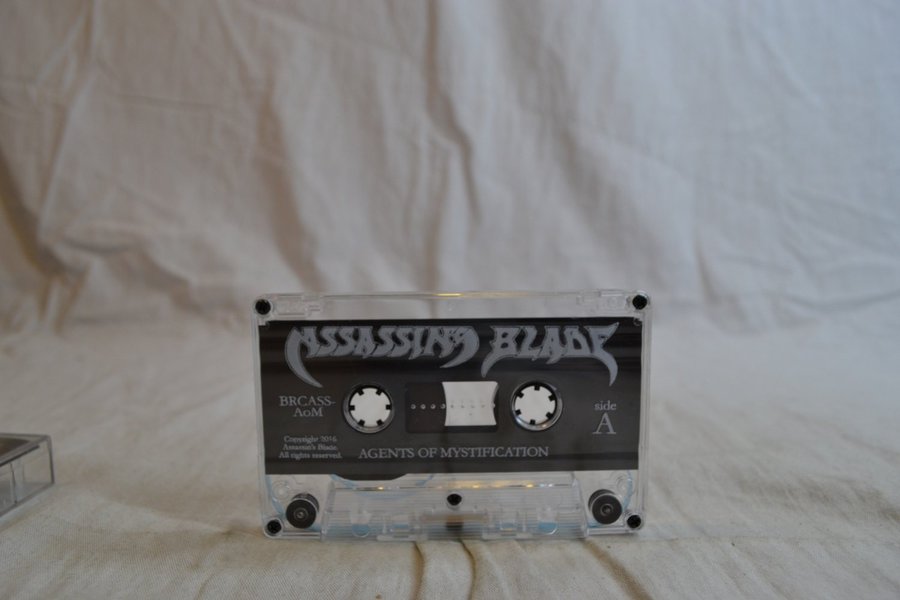 ASSASSIN'S BLADE
BRCASS-
AoM
side
A
Copyright 2016
Assassin's Blade.
All rights reserved.
AGENTS OF MYSTIFICATION